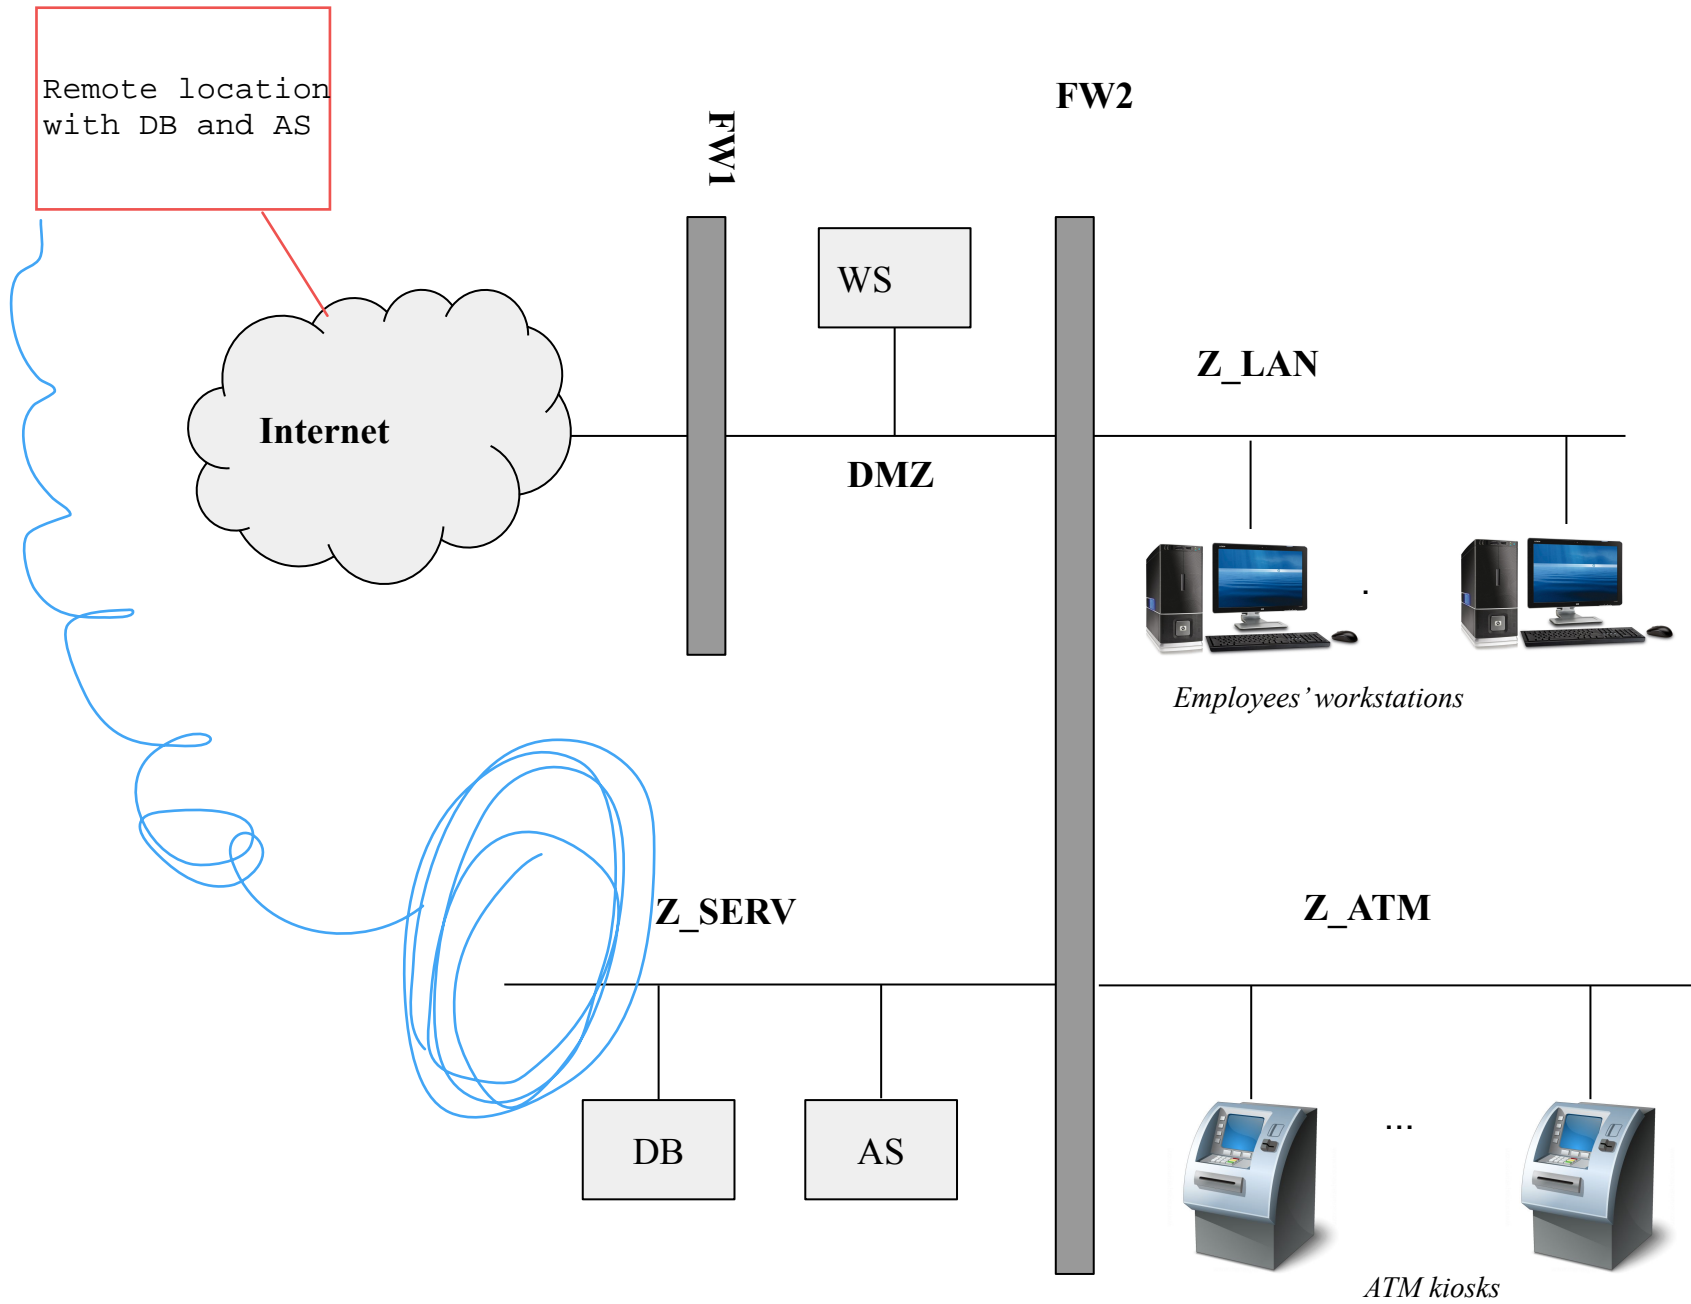 Remote location
with DB and AS
FW1
FW2
WS
Z_LAN
Internet
DMZ
.
Employees’ workstations
Z_SERV
Z_ATM
DB
AS
...
ATM kiosks